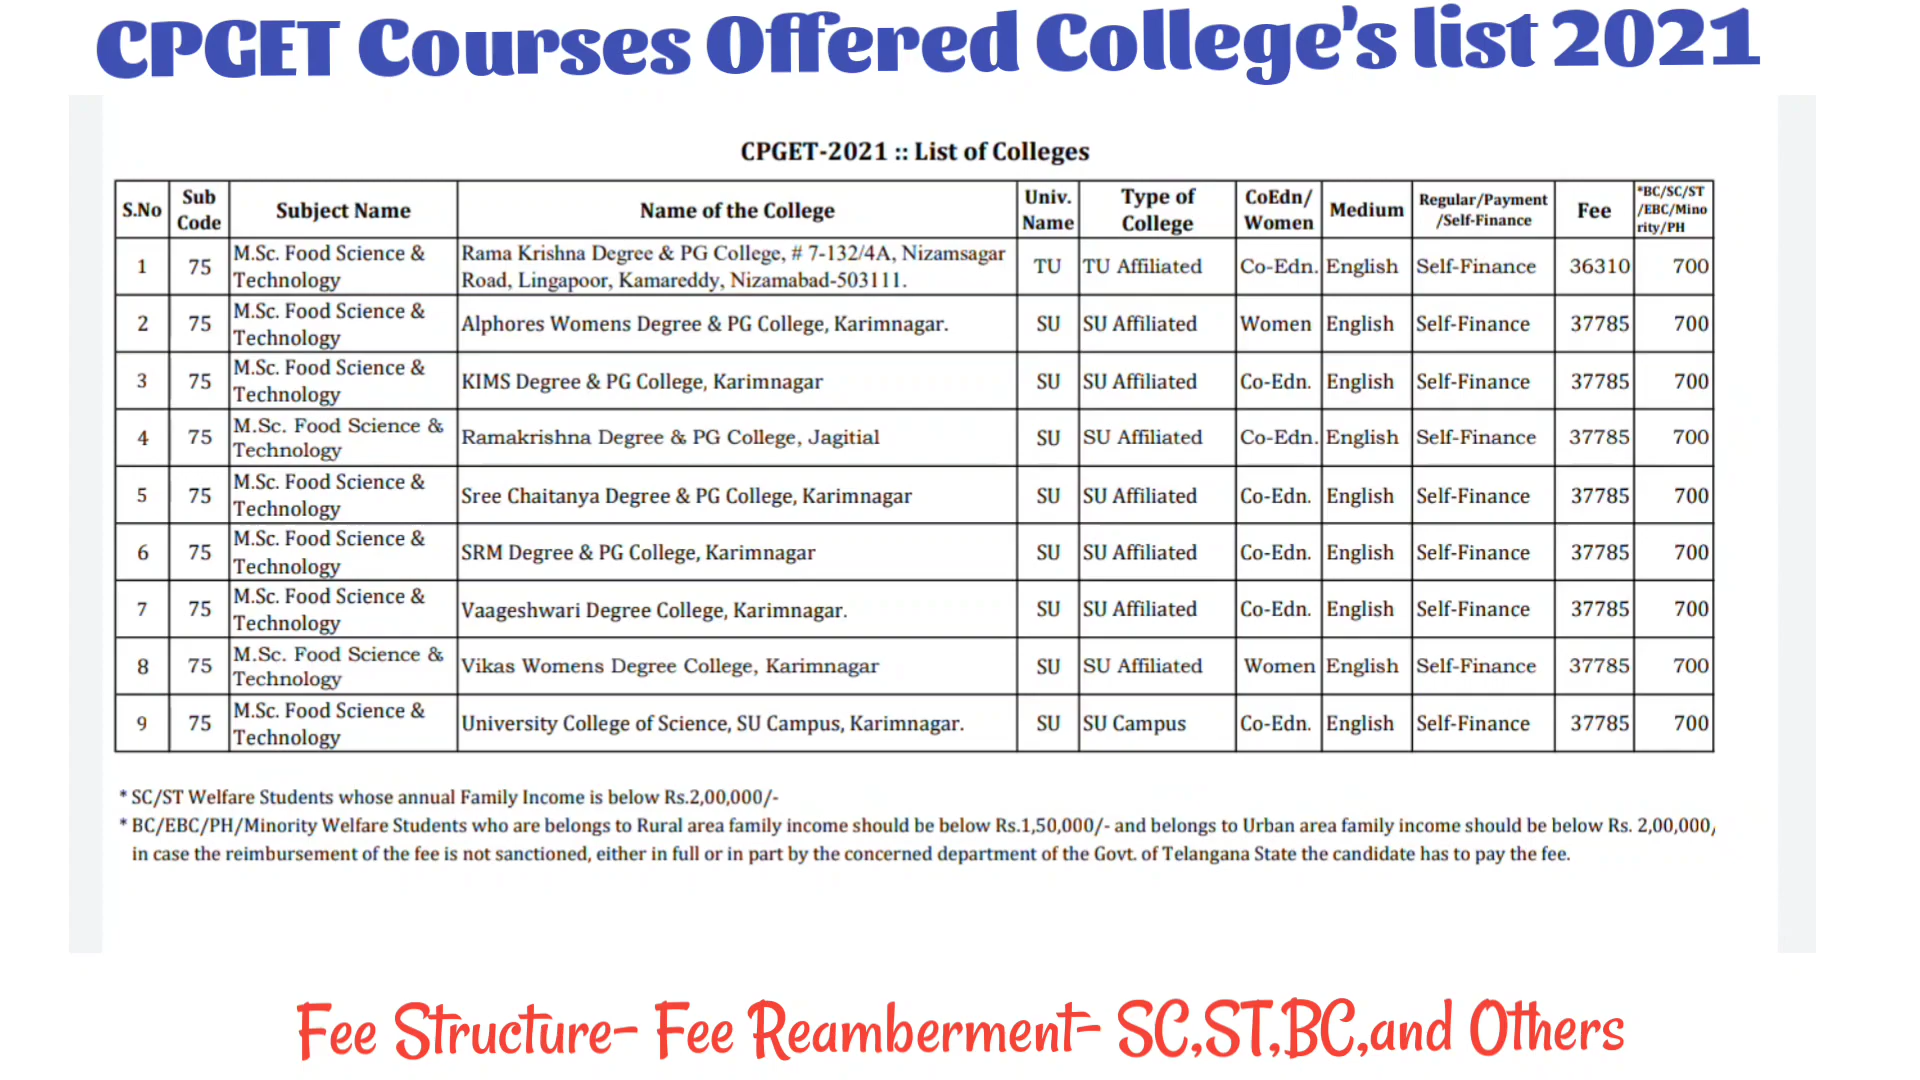 CPGET Courses Offered College's list 2021
CPGET-2021 :: List of Colleges
S.No Sub Code Subject Name Name of the College Univ. Name Type of College CoEdn/ Women Medium Regular/Payment /Self-Finance Fee *BC/SC/ST /EBC/Mino rity/PH
1 75 M.Sc. Food Science & Technology Rama Krishna Degree & PG College, # 7-132/4A, Nizamsagar Road, Lingapoor, Kamareddy, Nizamabad-503111. TU TU Affiliated Co-Edn. English Self-Finance 36310 700
2 75 M.Sc. Food Science & Technology Alphores Womens Degree & PG College, Karimnagar. SU SU Affiliated Women English Self-Finance 37785 700
3 75 M.Sc. Food Science & Technology KIMS Degree & PG College, Karimnagar SU SU Affiliated Co-Edn. English Self-Finance 37785 700
4 75 M.Sc. Food Science & Technology Ramakrishna Degree & PG College, Jagitial SU SU Affiliated Co-Edn. English Self-Finance 37785 700
5 75 M.Sc. Food Science & Technology Sree Chaitanya Degree & PG College, Karimnagar SU SU Affiliated Co-Edn. English Self-Finance 37785 700
6 75 M.Sc. Food Science & Technology SRM Degree & PG College, Karimnagar SU SU Affiliated Co-Edn. English Self-Finance 37785 700
7 75 M.Sc. Food Science & Technology Vaageshwari Degree College, Karimnagar. SU SU Affiliated Co-Edn. English Self-Finance 37785 700
8 75 M.Sc. Food Science & Technology Vikas Womens Degree College, Karimnagar SU SU Affiliated Women English Self-Finance 37785 700
9 75 M.Sc. Food Science & Technology University College of Science, SU Campus, Karimnagar. SU SU Campus Co-Edn. English Self-Finance 37785 700
* SC/ST Welfare Students whose annual Family Income is below Rs.2,00,000/-
* BC/EBC/PH/Minority Welfare Students who are belongs to Rural area family income should be below Rs.1,50,000/- and belongs to Urban area family income should be below Rs. 2,00,000,
in case the reimbursement of the fee is not sanctioned, either in full or in part by the concerned department of the Govt. of Telangana State the candidate has to pay the fee.
Fee Structure- Fee Reamberment- SC,ST,BC,and Others